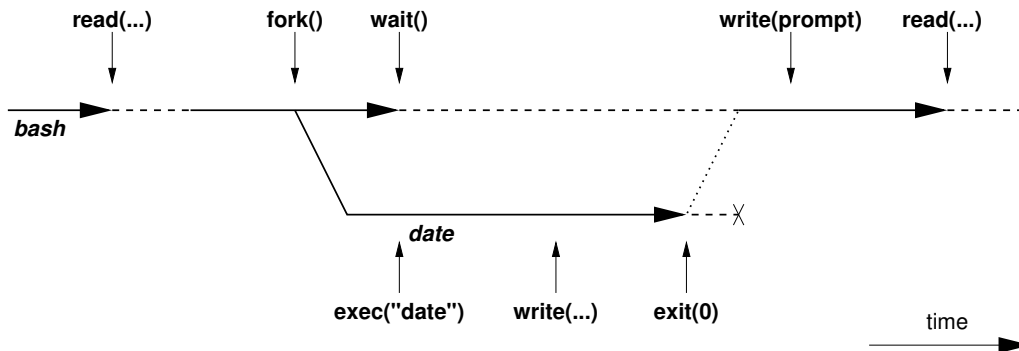 read(...) fork() wait() write(prompt) read(...)
bash
date
exec("date") write(...) exit(0)
time